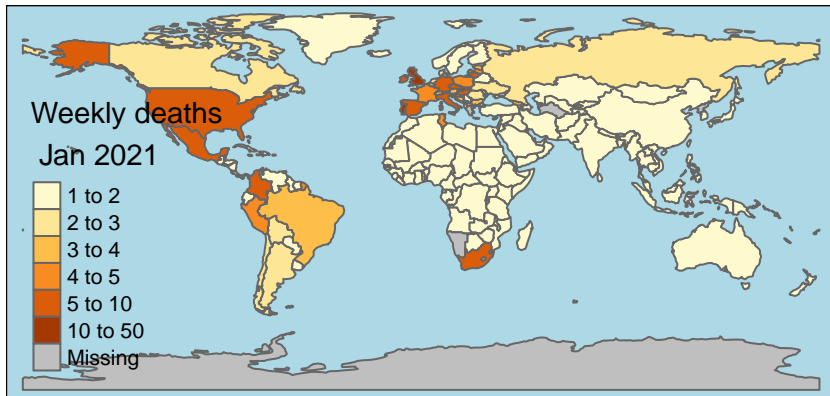 Weekly deaths
Jan 2021
1 to 2
2 to 3
3 to 4
4 to 5
5 to 10
10 to 50
Missing